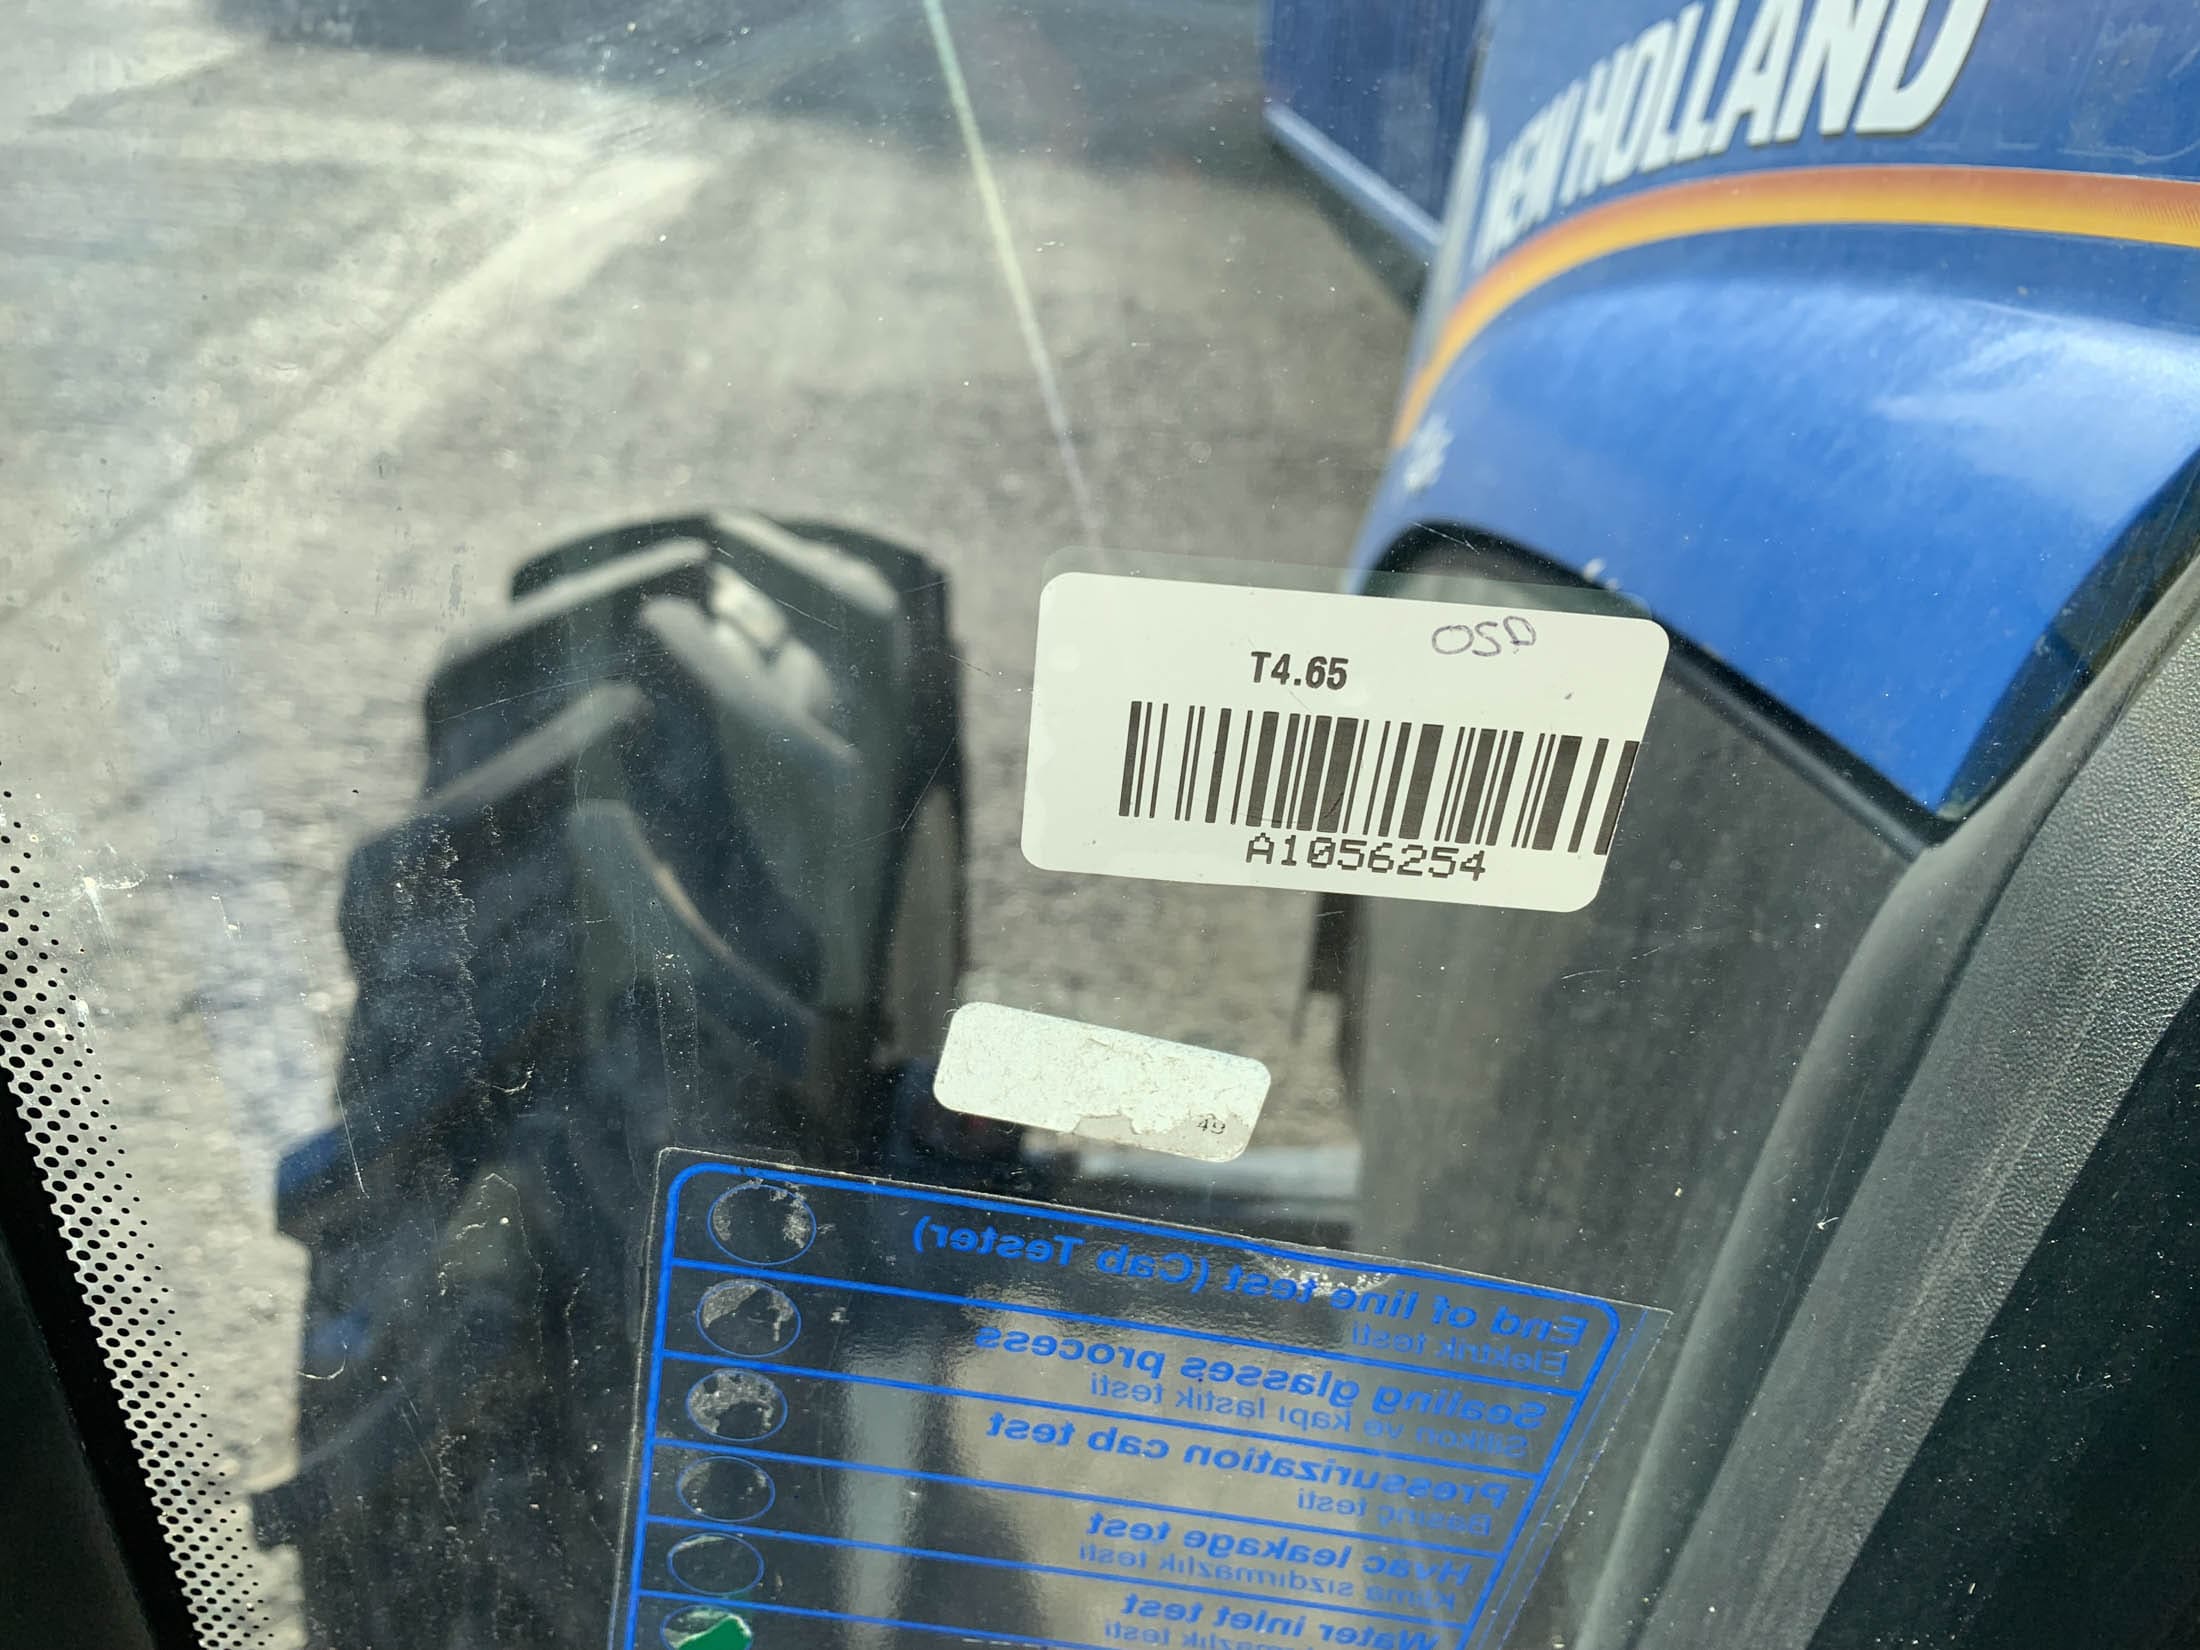 NEW HOLLAND
OSD
T4.65
A1056254
49
End of line test (Cab Tester)
Elektrik testi
Sealing glasses process
Silikon ve kapı lastik testi
Pressurization cab test
Basınç testi
Hvac leakage test
Klima sızdırmazlık testi
Water inlet test
testi